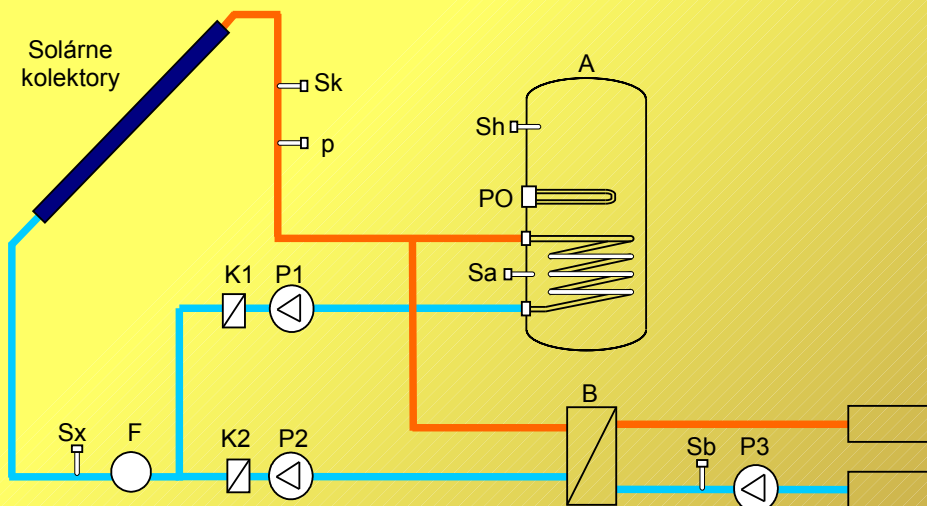 Solárne
kolektory
A
Sk
Sh
p
PO
K1 P1
Sa
B
Sx F K2 P2
Sb P3